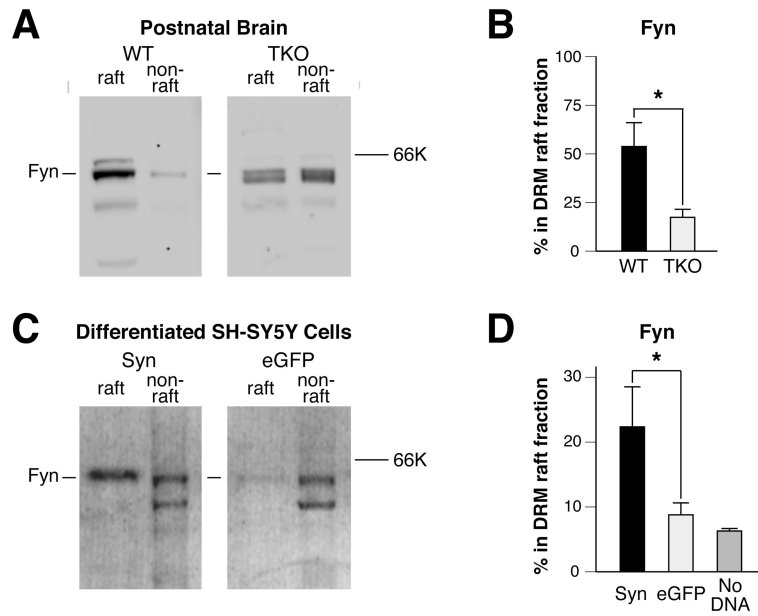 A
Postnatal Brain
WT
TKO
raft
non-
raft
raft
non-
raft
Fyn
66K
B
Fyn
% in DRM raft fraction
100
75
50
25
0
*
WT
TKO
C
Differentiated SH-SY5Y Cells
Syn
eGFP
raft
non-
raft
raft
non-
raft
Fyn
66K
D
Fyn
% in DRM raft fraction
30
20
10
0
*
Syn
eGFP
No
DNA